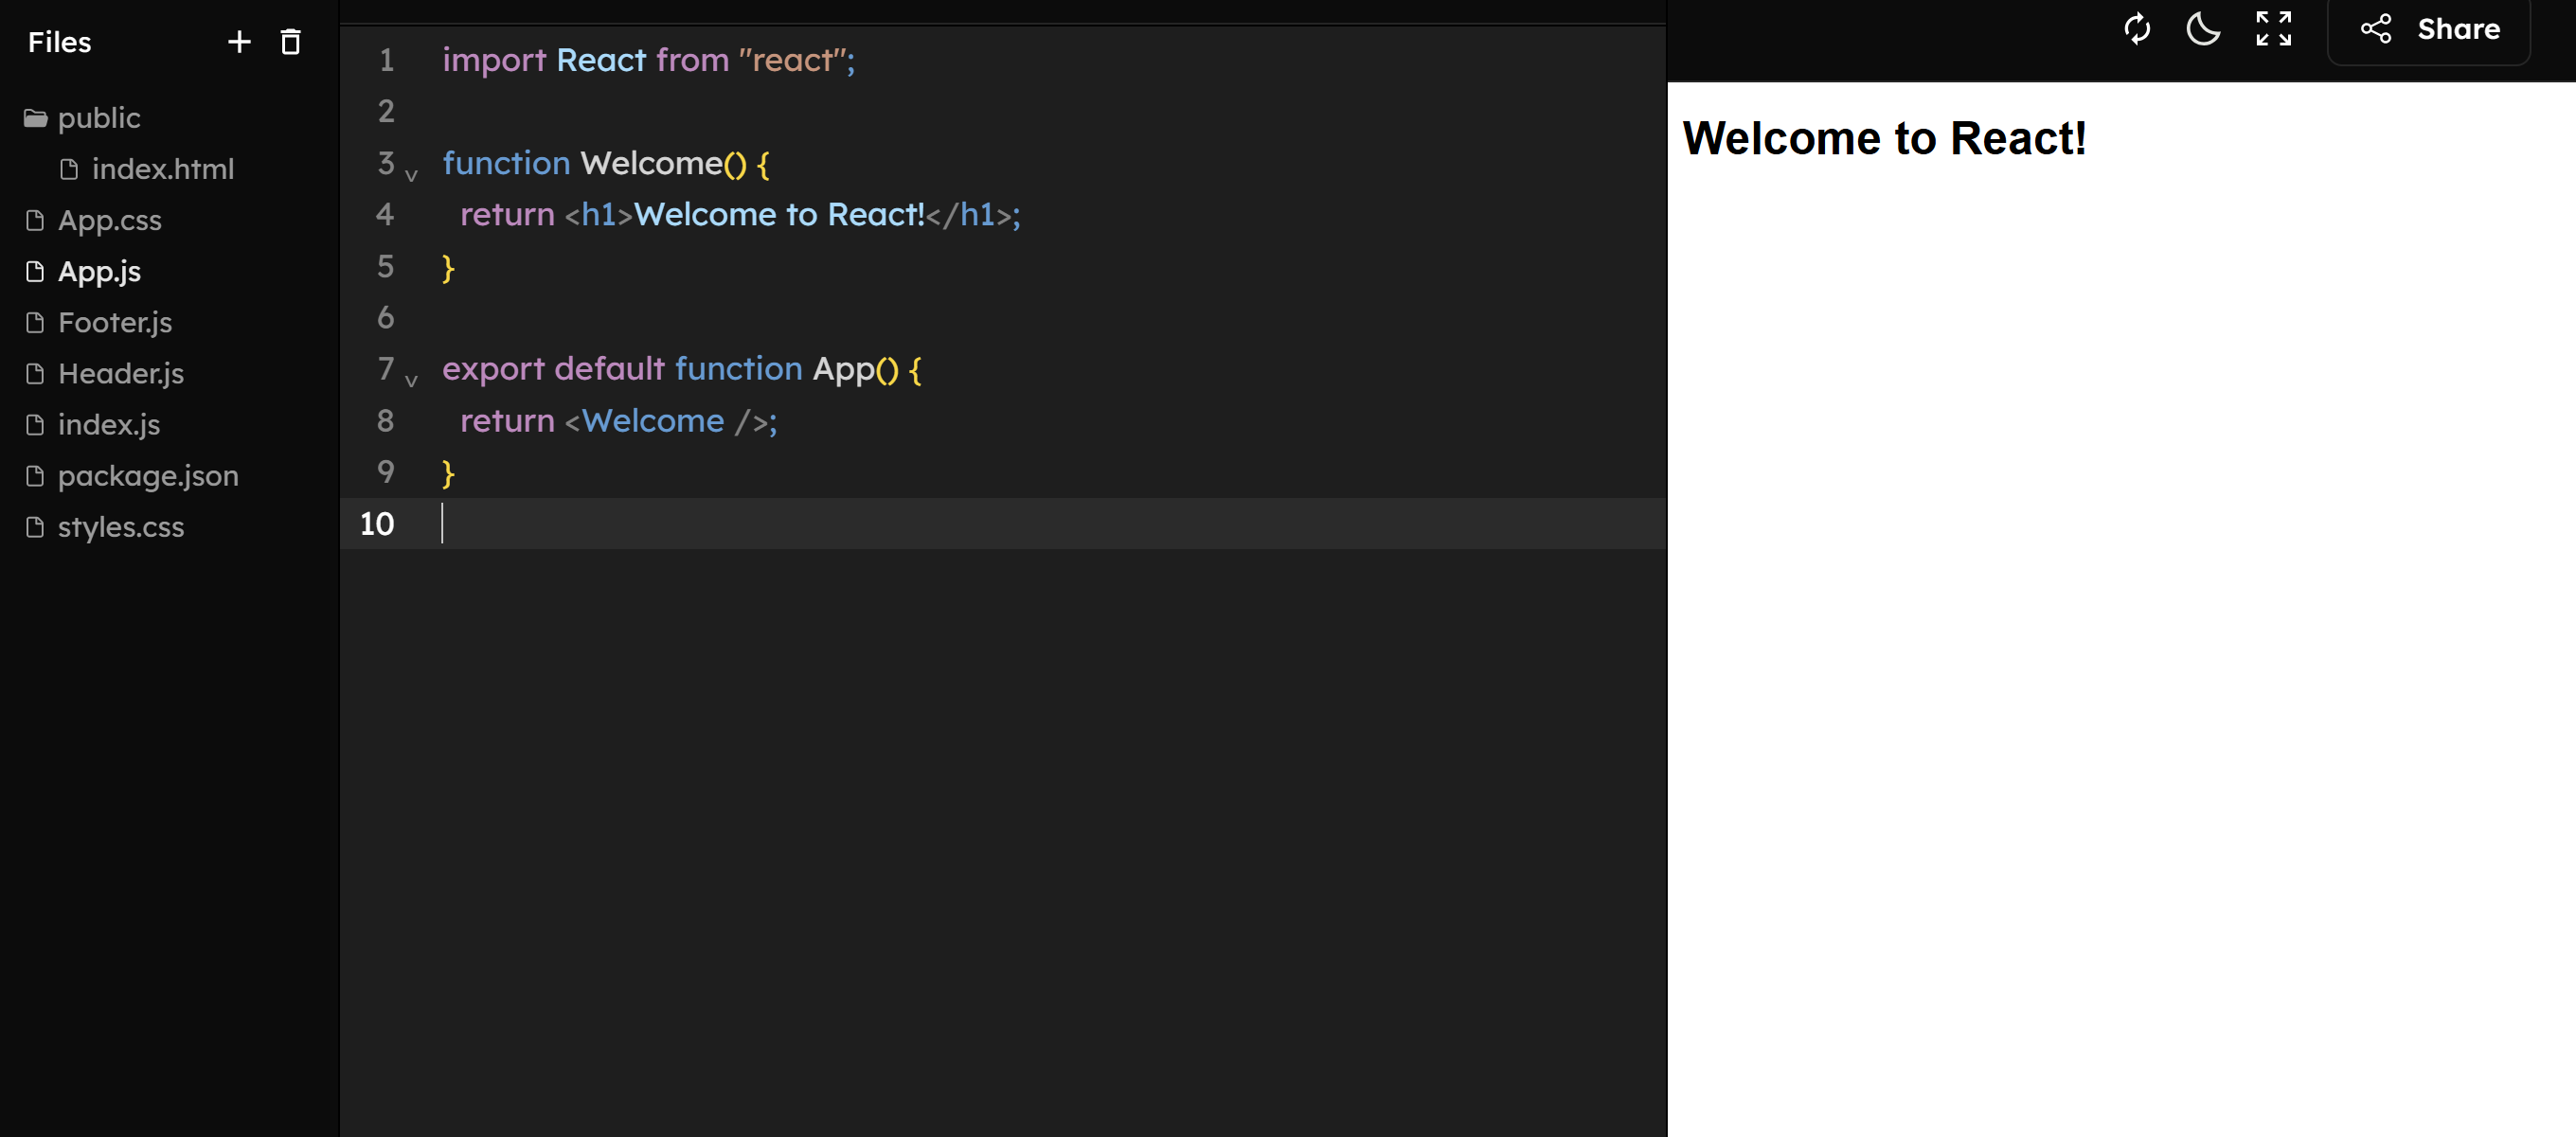 Files
public
index.html
App.css
App.js
Footer.js
Header.js
index.js
package.json
styles.css
1 import React from "react";
2
3 function Welcome() {
4   return <h1>Welcome to React!</h1>;
5 }
6
7 export default function App() {
8   return <Welcome />;
9 }
10
Share
Welcome to React!